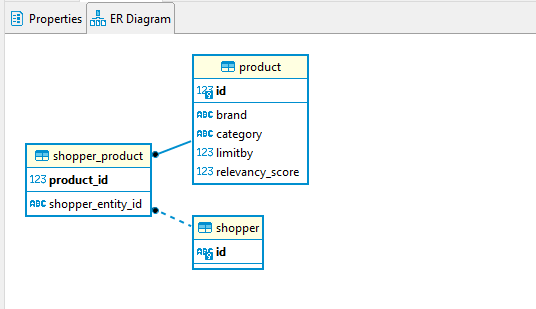 Properties
ER Diagram
product
123 id
ABC brand
ABC category
123 limitby
123 relevancy_score
shopper_product
123 product_id
ABC shopper_entity_id
shopper
ABC id